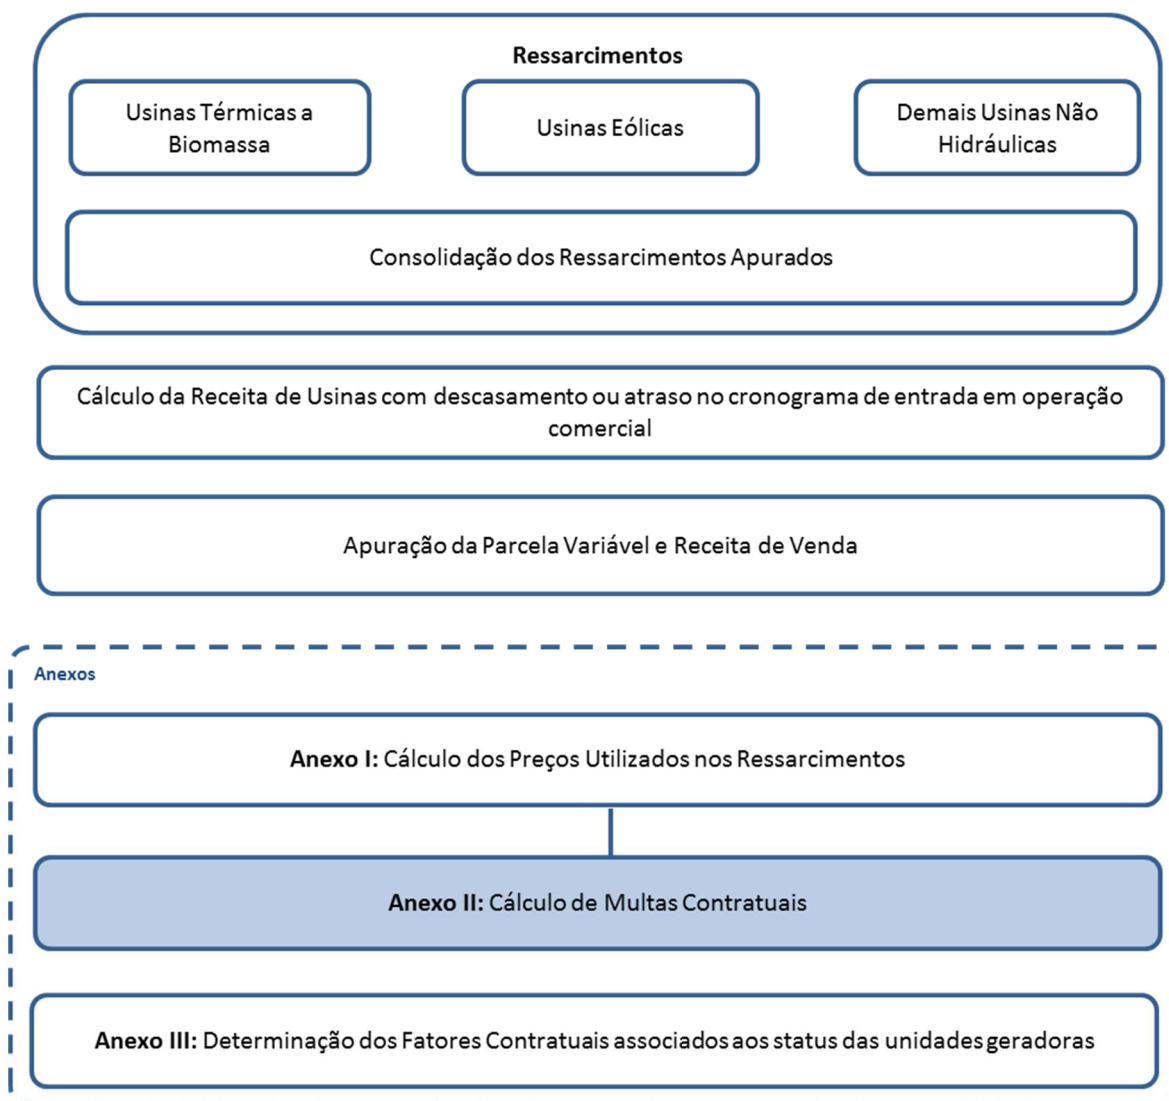 Ressarcimentos
Usinas Térmicas a
Biomassa
Usinas Eólicas
Demais Usinas Não
Hidráulicas
Consolidação dos Ressarcimentos Apurados
Cálculo da Receita de Usinas com descasamento ou atraso no cronograma de entrada em operação
comercial
Apuração da Parcela Variável e Receita de Venda
Anexos
Anexo I: Cálculo dos Preços Utilizados nos Ressarcimentos
Anexo II: Cálculo de Multas Contratuais
Anexo III: Determinação dos Fatores Contratuais associados aos status das unidades geradoras